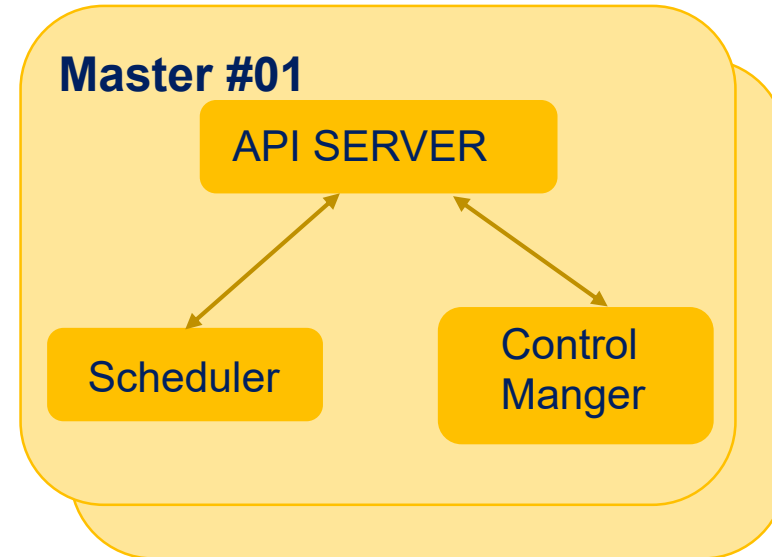 Master #01
API SERVER
Scheduler
Control
Manger